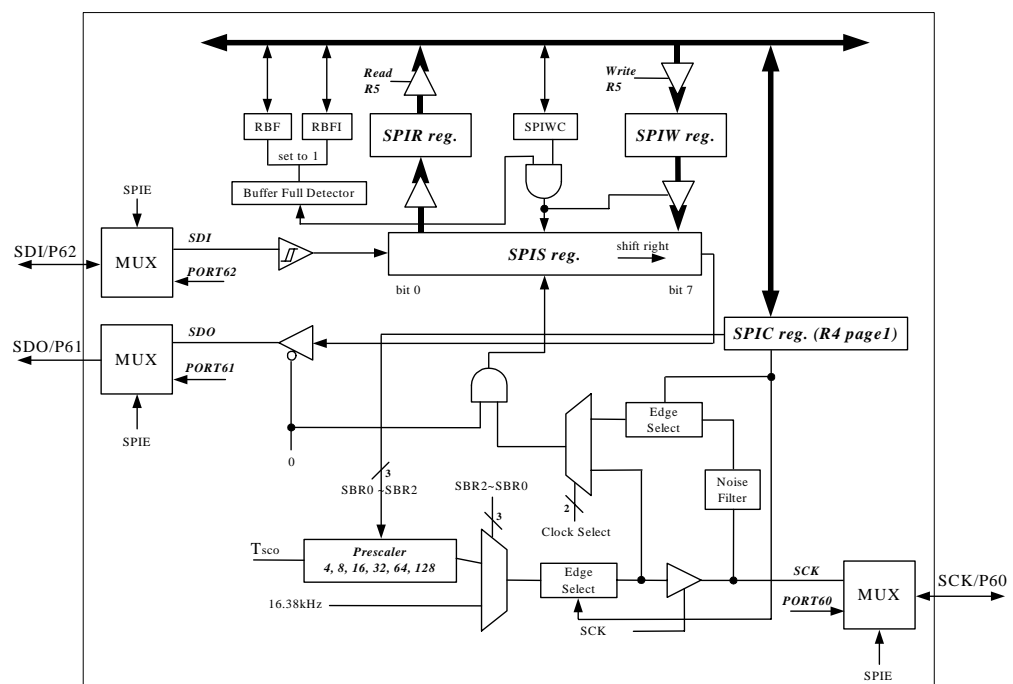 Read
R5
Write
R5
RBF
RBFI
SPIR reg.
SPIWC
SPIW reg.
set to 1
Buffer Full Detector
SPIE
SDI/P62
MUX
SDI
PORT62
SPIS reg.
shift right
bit 0
bit 7
SPIC reg. (R4 page1)
SDO/P61
MUX
SDO
PORT61
SPIE
0
Edge
Select
Noise
Filter
3
SBR0 ~SBR2
SBR2~SBR0
3
2
Clock Select
Tsco
Prescaler
4, 8, 16, 32, 64, 128
16.38kHz
Edge
Select
SCK
SCK
PORT60
MUX
SCK/P60
SPIE